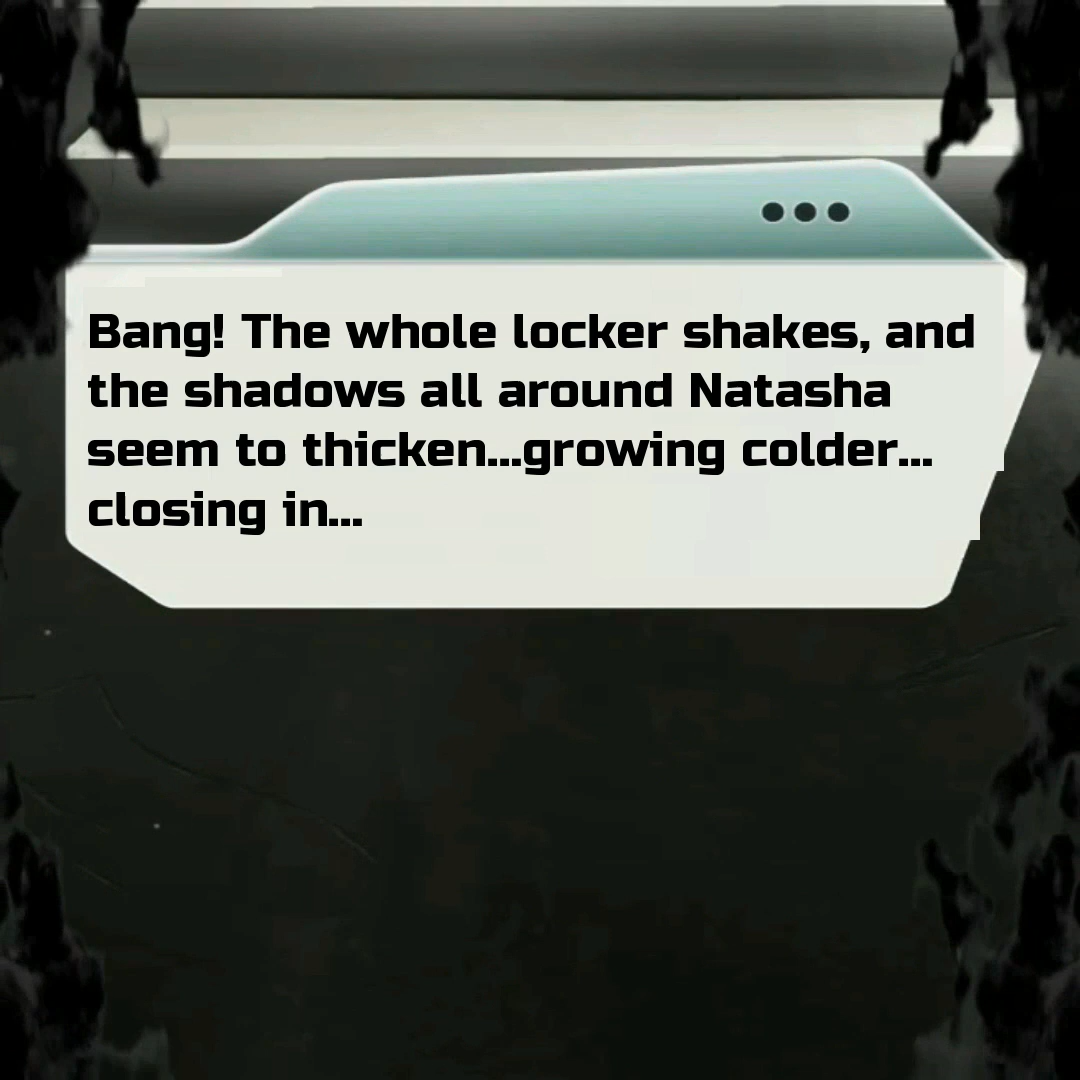 Bang! The whole locker shakes, and
the shadows all around Natasha
seem to thicken...growing colder...
closing in...